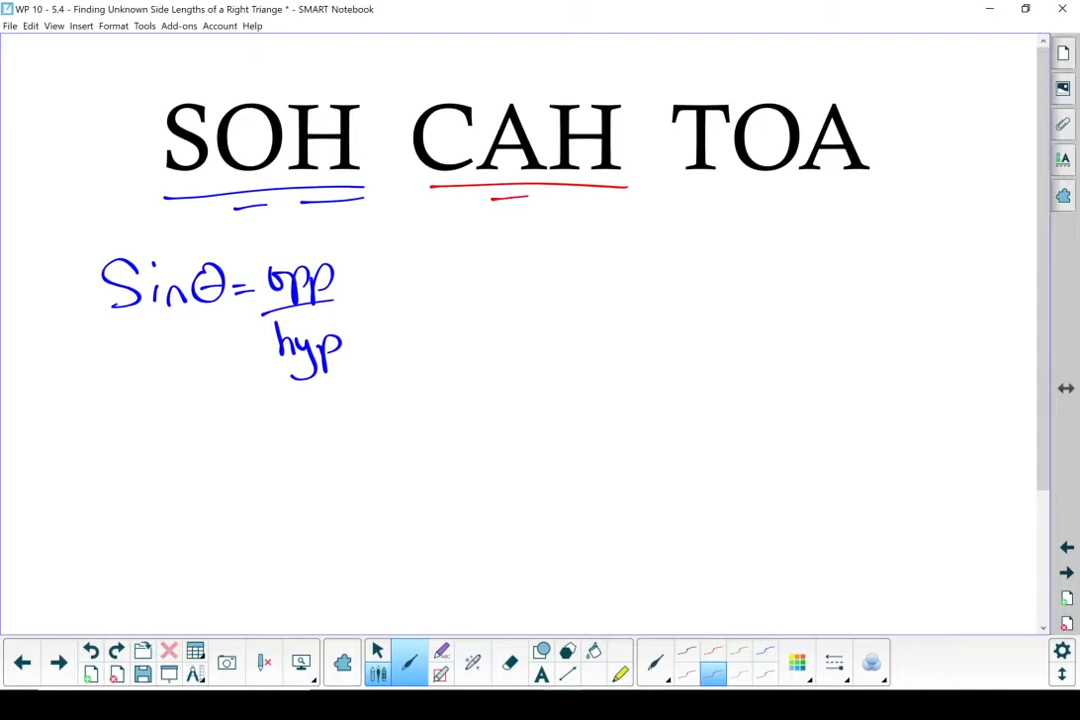 WP 10 - 5.4 - Finding Unknown Side Lengths of a Right Triange * - SMART Notebook
File Edit View Insert Format Tools Add-ons Account Help
SOH CAH TOA
Sinθ = opp
hyp